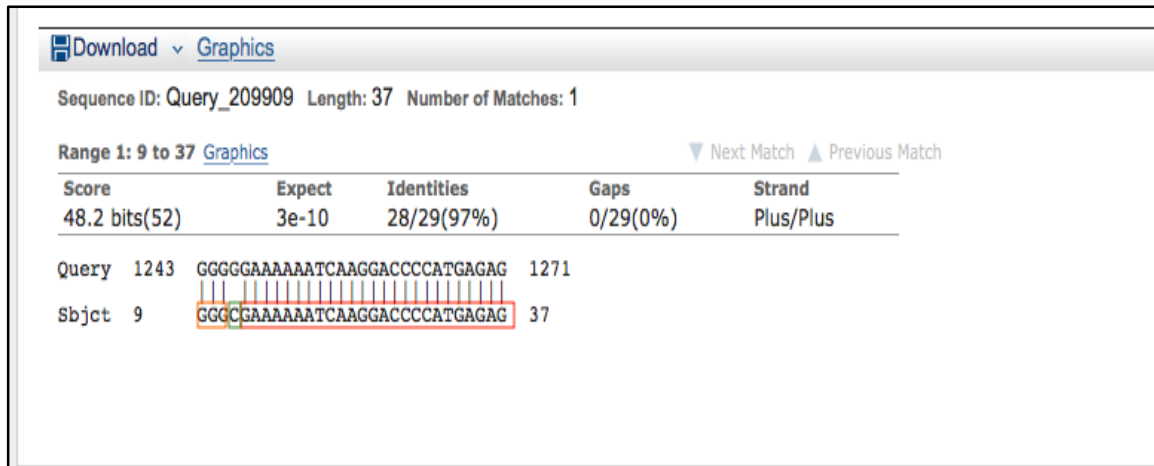 Download Graphics
Sequence ID: Query_209909 Length: 37 Number of Matches: 1
Range 1: 9 to 37 Graphics Next Match Previous Match
Score Expect Identities Gaps Strand
48.2 bits(52) 3e-10 28/29(97%) 0/29(0%) Plus/Plus
Query 1243 GGGGGAAAAAATCAAGGACCCCATGAGAG 1271
Sbjct 9 GGGCGAAAAAATCAAGGACCCCATGAGAG 37